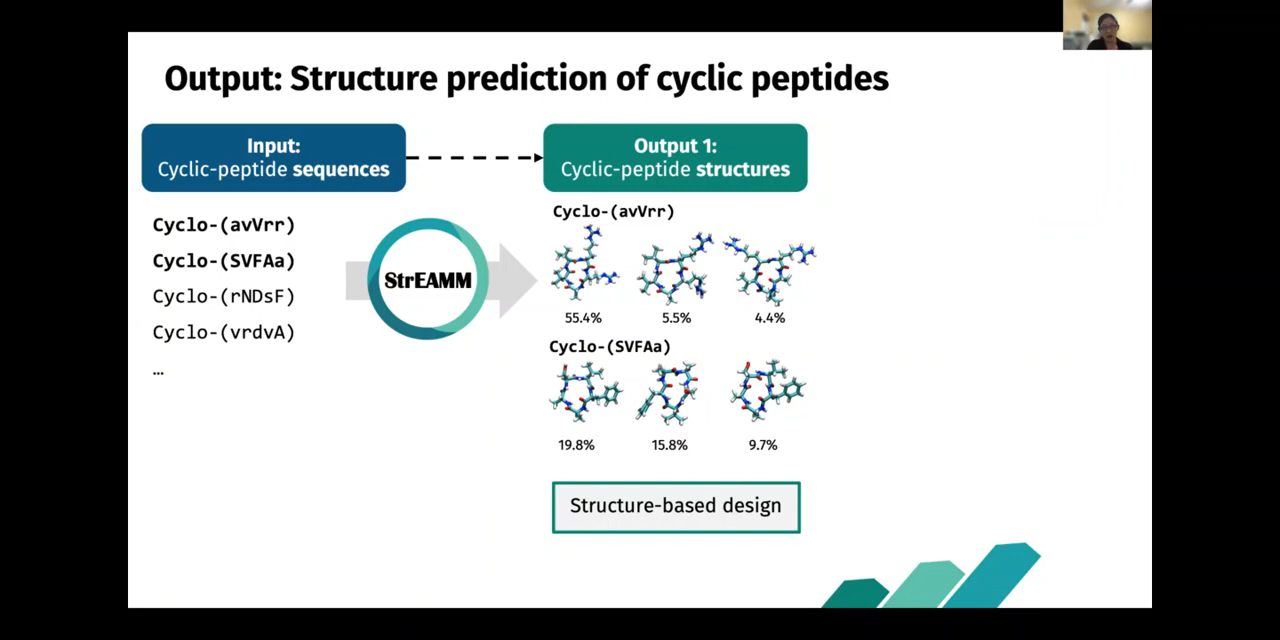 Output: Structure prediction of cyclic peptides
Input:
Cyclic-peptide sequences
Cyclo-(avVrr)
Cyclo-(SVFAa)
Cyclo-(rNDsF)
Cyclo-(vrdvA)
…
StrEAMM
Output 1:
Cyclic-peptide structures
Cyclo-(avVrr)
55.4%
5.5%
4.4%
Cyclo-(SVFAa)
19.8%
15.8%
9.7%
Structure-based design